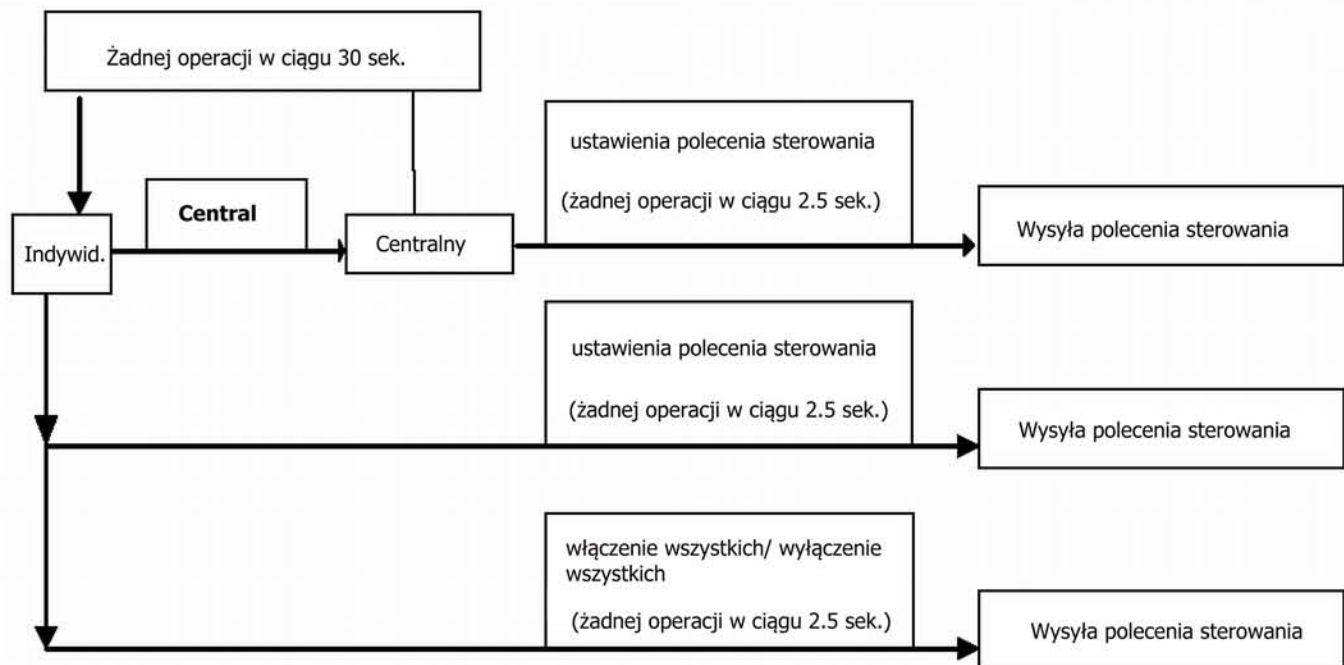 Żadnej operacji w ciągu 30 sek.
ustawienia polecenia sterowania
(żadnej operacji w ciągu 2.5 sek.)
Central
Indywid.
Centralny
Wysyła polecenia sterowania
ustawienia polecenia sterowania
(żadnej operacji w ciągu 2.5 sek.)
Wysyła polecenia sterowania
włączenie wszystkich/ wyłączenie
wszystkich
(żadnej operacji w ciągu 2.5 sek.)
Wysyła polecenia sterowania